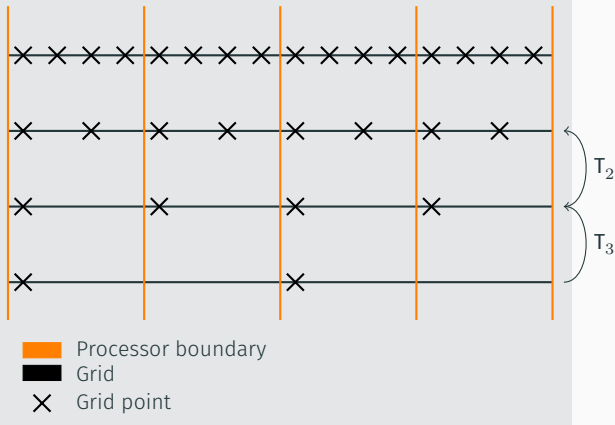 T₂
T₃
Processor boundary
Grid
Grid point